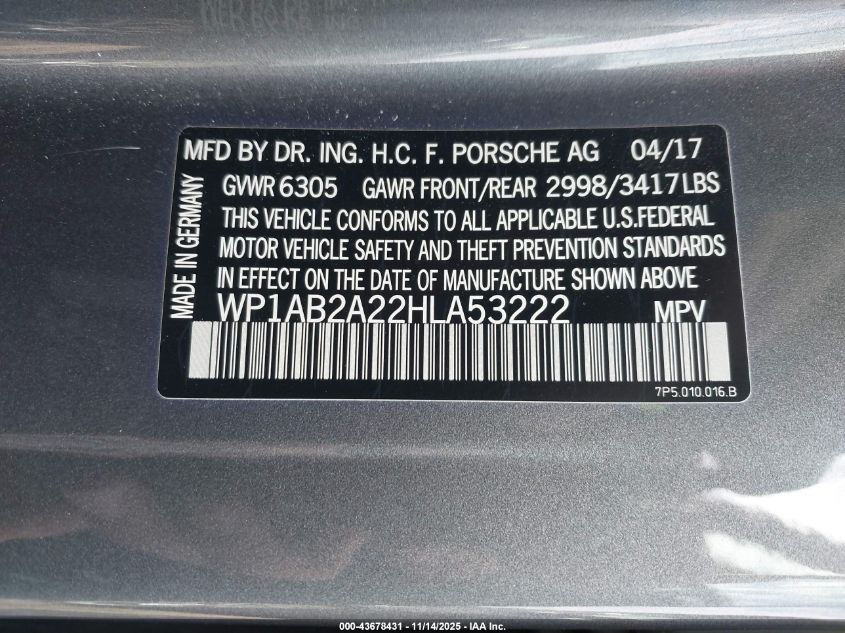 MFD BY DR. ING. H.C. F. PORSCHE AG 04/17
GWWR 6305 GAWR FRONT/REAR 2998/3417 LBS
THIS VEHICLE CONFORMS TO ALL APPLICABLE U.S.FEDERAL
MOTOR VEHICLE SAFETY AND THEFT PREVENTION STANDARDS
IN EFFECT ON THE DATE OF MANUFACTURE SHOWN ABOVE
WP1AB2A22HLA53222 MPV
MADE IN GERMANY
7P5.010.016.B
000-43678431 - 11/14/2025 - IAA Inc.